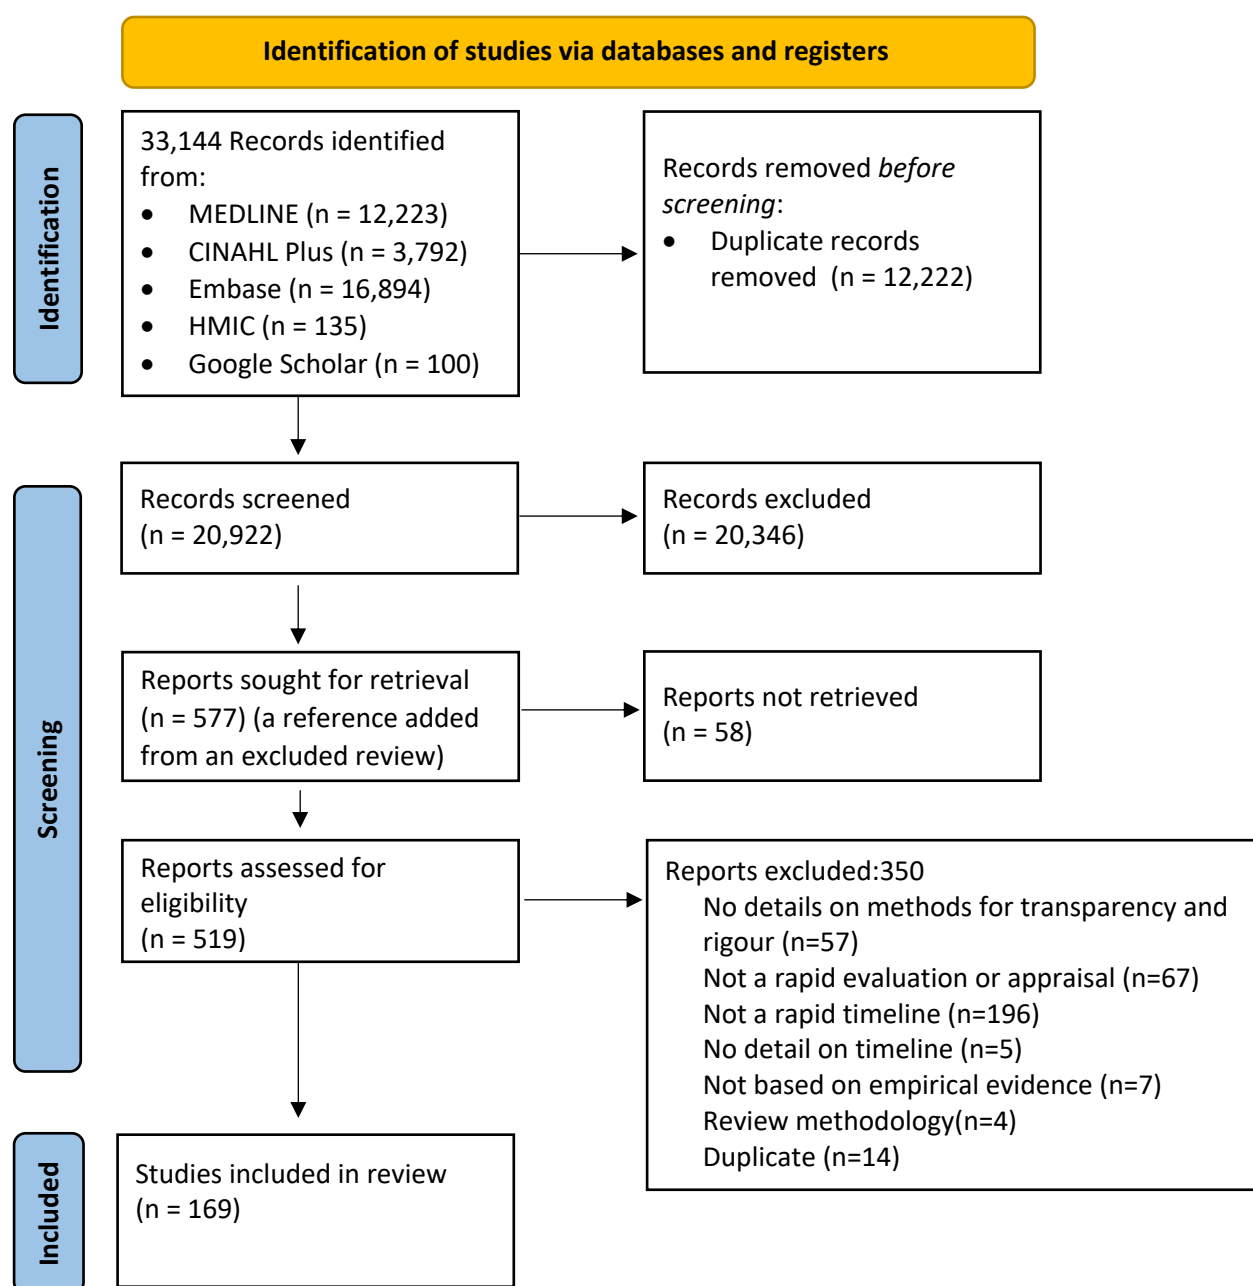 Identification of studies via databases and registers
Identification
33,144 Records identified
from:
• MEDLINE (n = 12,223)
• CINAHL Plus (n = 3,792)
• Embase (n = 16,894)
• HMIC (n = 135)
• Google Scholar (n = 100)
Records removed before
screening:
• Duplicate records
removed  (n = 12,222)
Screening
Records screened
(n = 20,922)
Records excluded
(n = 20,346)
Reports sought for retrieval
(n = 577) (a reference added
from an excluded review)
Reports not retrieved
(n = 58)
Reports assessed for
eligibility
(n = 519)
Reports excluded:350
No details on methods for transparency and
rigour (n=57)
Not a rapid evaluation or appraisal (n=67)
Not a rapid timeline (n=196)
No detail on timeline (n=5)
Not based on empirical evidence (n=7)
Review methodology(n=4)
Duplicate (n=14)
Included
Studies included in review
(n = 169)